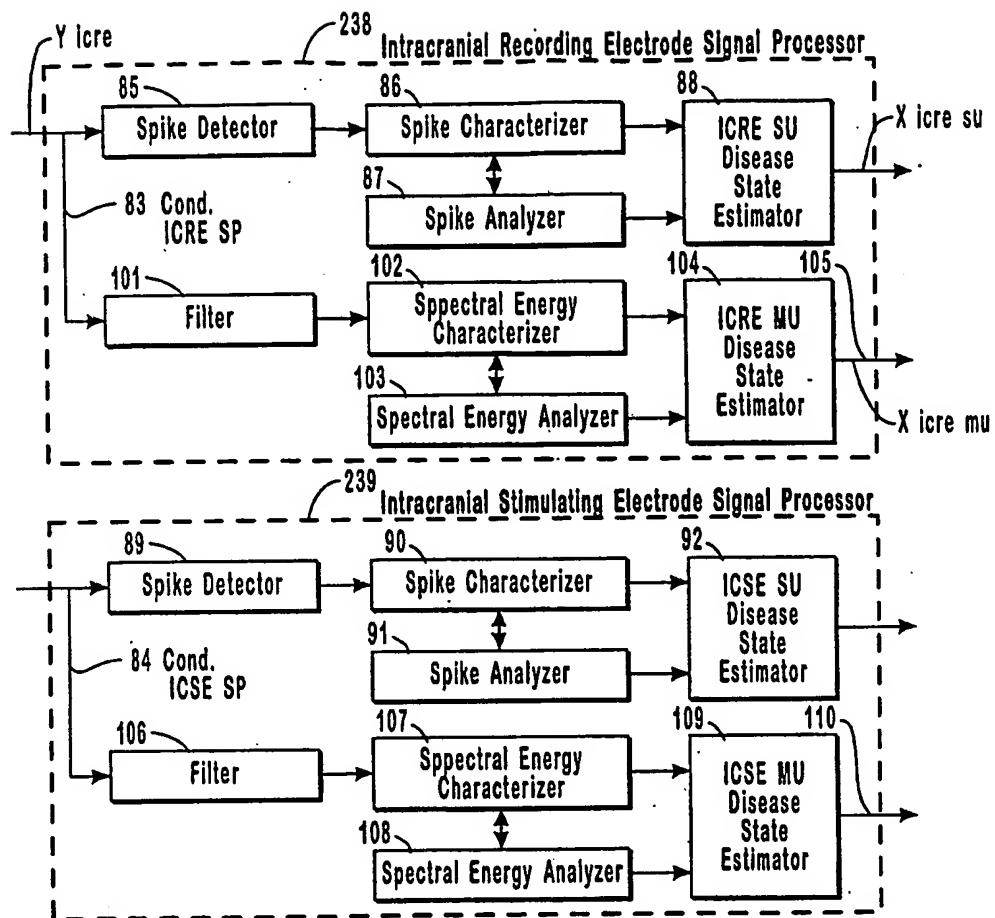 Y icre
238
Intracranial Recording Electrode Signal Processor
85
Spike Detector
86
Spike Characterizer
88
ICRE SU
Disease
State
Estimator
X icre su
87
Spike Analyzer
83 Cond.
ICRE SP
101
Filter
102
Sppectral Energy
Characterizer
104
ICRE MU
Disease
State
Estimator
105
103
Spectral Energy Analyzer
X icre mu
239
Intracranial Stimulating Electrode Signal Processor
89
Spike Detector
90
Spike Characterizer
92
ICSE SU
Disease
State
Estimator
91
Spike Analyzer
84 Cond.
ICSE SP
106
Filter
107
Sppectral Energy
Characterizer
109
ICSE MU
Disease
State
Estimator
110
108
Spectral Energy Analyzer